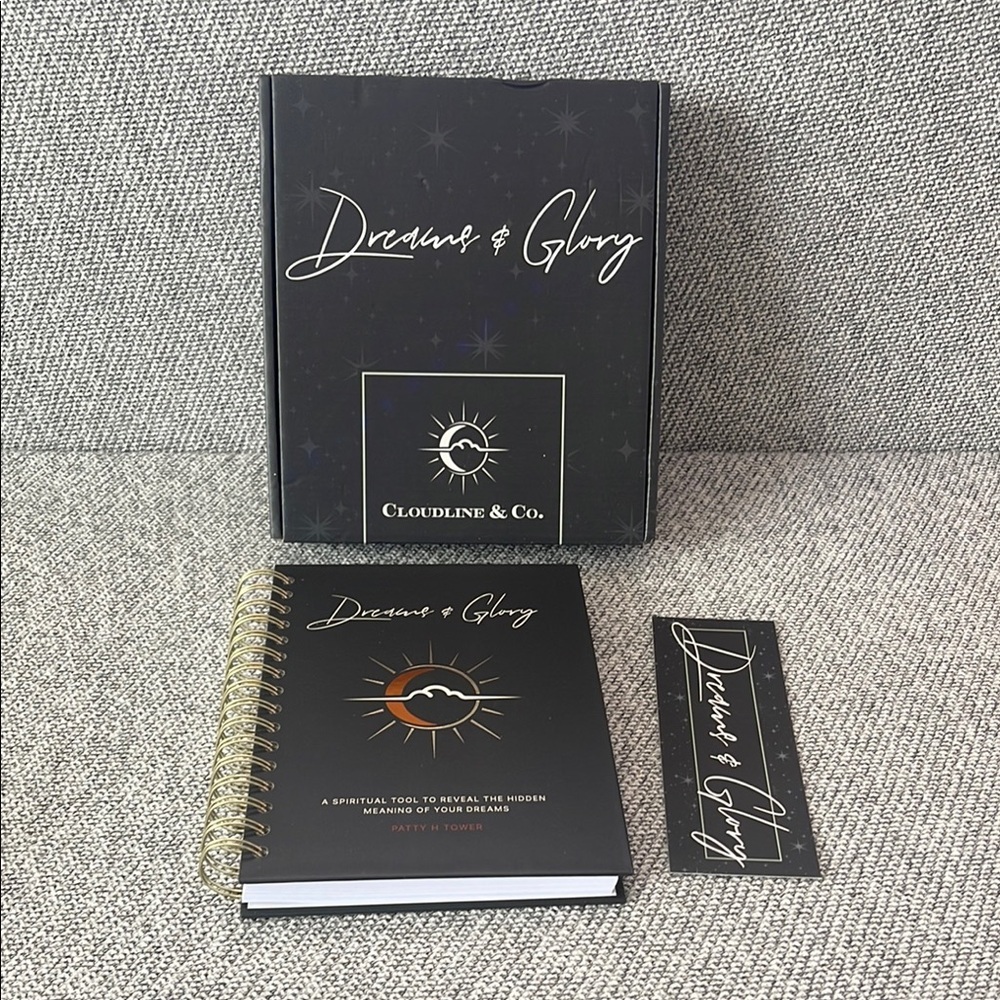 Dreams & Glory
CLOUDLINE & CO.
Dreams & Glory
A SPIRITUAL TOOL TO REVEAL THE HIDDEN
MEANING OF YOUR DREAMS
PATTY H TOWER
Dreams & Glory